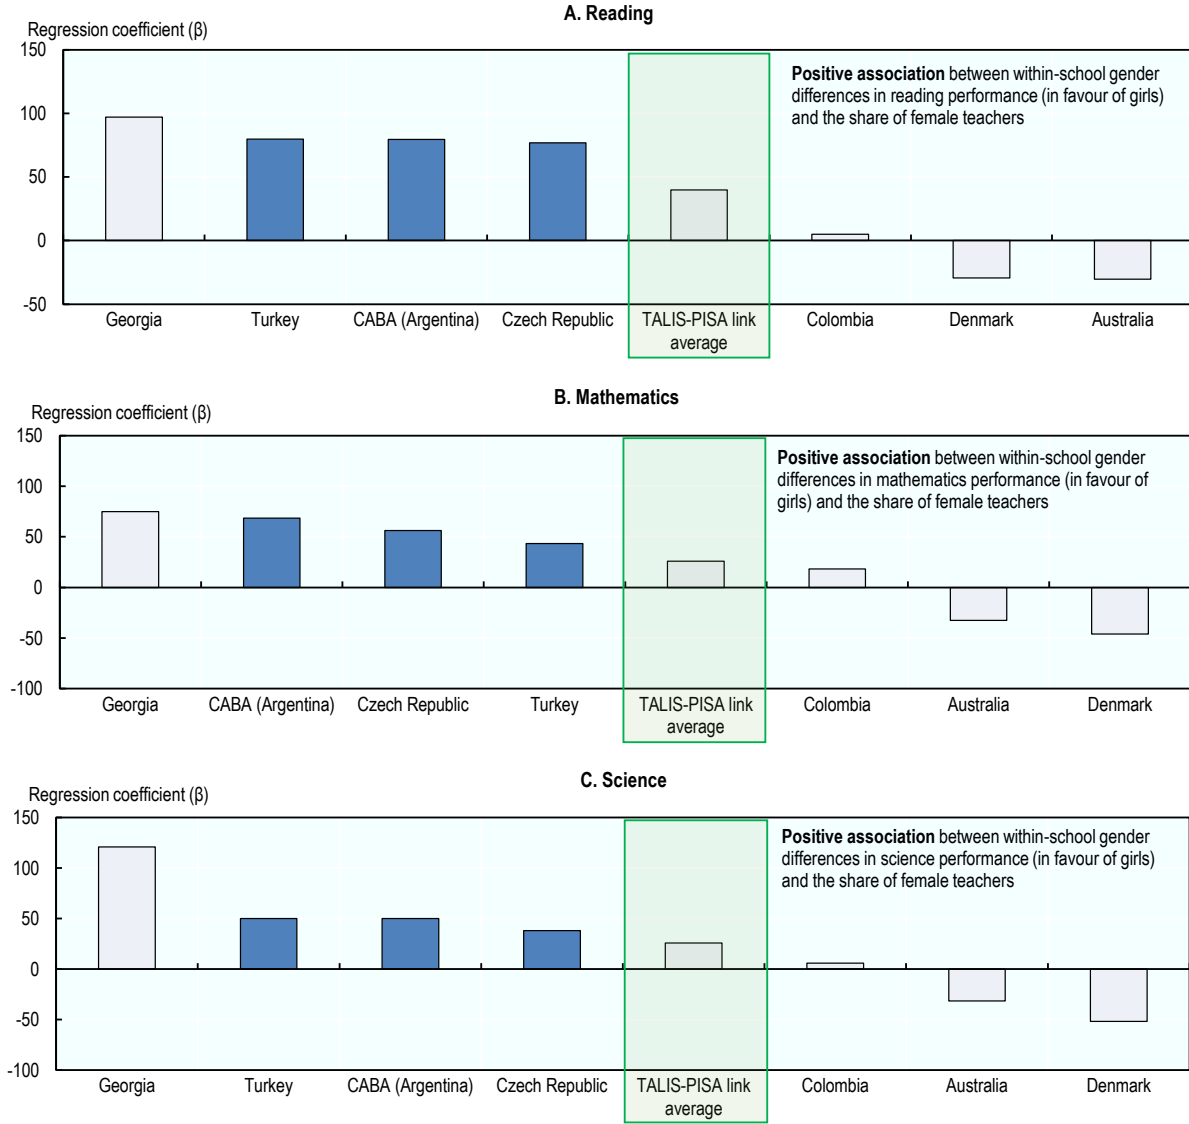 A. Reading
Regression coefficient (β)
150
Positive association between within-school gender
differences in reading performance (in favour of girls)
and the share of female teachers
100
50
0
-50
Georgia Turkey CABA (Argentina) Czech Republic TALIS-PISA link Colombia Denmark Australia
average
B. Mathematics
Regression coefficient (β)
150
Positive association between within-school gender
differences in mathematics performance (in favour of
girls) and the share of female teachers
100
50
0
-50
-100
Georgia CABA (Argentina) Czech Republic Turkey TALIS-PISA link Colombia Australia Denmark
average
C. Science
Regression coefficient (β)
150
Positive association between within-school gender
differences in science performance (in favour of girls)
and the share of female teachers
100
50
0
-50
-100
Georgia Turkey CABA (Argentina) Czech Republic TALIS-PISA link Colombia Australia Denmark
average